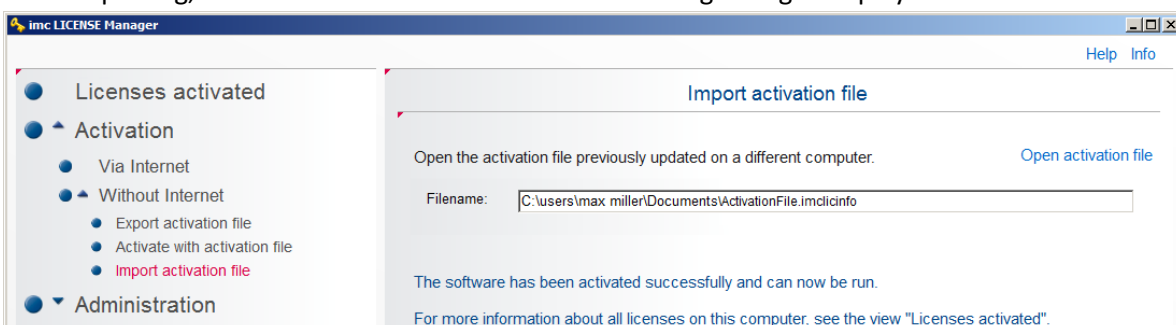 imc LICENSE Manager
Help Info
Licenses activated
Activation
Via Internet
Without Internet
Export activation file
Activate with activation file
Import activation file
Administration
Import activation file
Open the activation file previously updated on a different computer.
Open activation file
Filename: C:\users\max miller\Documents\ActivationFile.imclicinfo
The software has been activated successfully and can now be run.
For more information about all licenses on this computer, see the view "Licenses activated".